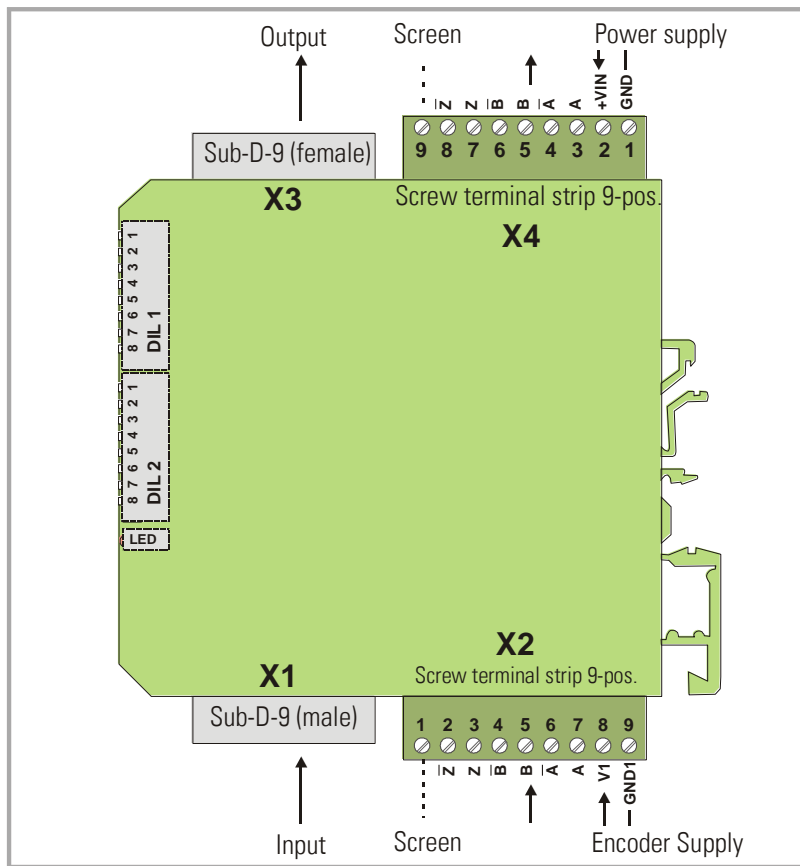 Output Screen Power supply
Z̅ Z B̅ B A̅ A +VIN GND
9 8 7 6 5 4 3 2 1
Sub-D-9 (female)
Screw terminal strip 9-pos.
X3
X4
1 2 3 4 5 6 7 8
DIL 1
1 2 3 4 5 6 7 8
DIL 2
LED
X2
X1
Screw terminal strip 9-pos.
Sub-D-9 (male)
1 2 3 4 5 6 7 8 9
Z̅ Z B̅ B A̅ A V1 GND1
Input Screen Encoder Supply